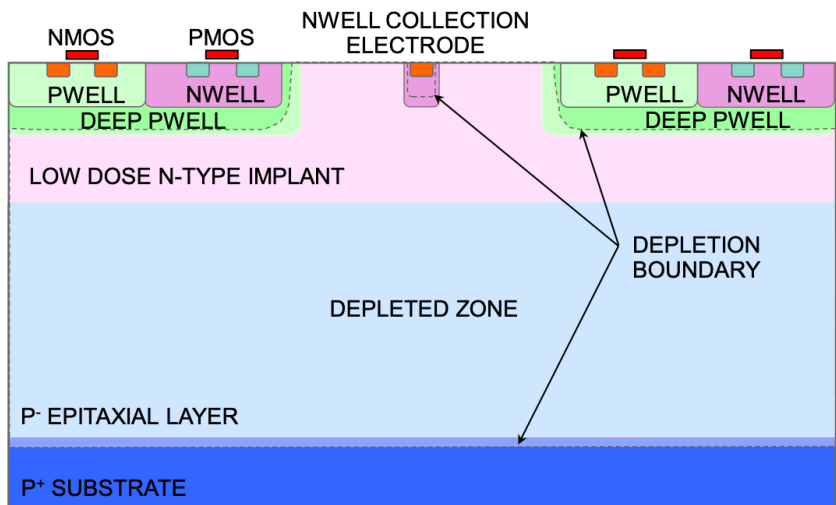 NWELL COLLECTION
ELECTRODE
NMOS
PMOS
PWELL
NWELL
DEEP PWELL
PWELL
NWELL
DEEP PWELL
LOW DOSE N-TYPE IMPLANT
DEPLETION
BOUNDARY
DEPLETED ZONE
P⁻ EPITAXIAL LAYER
P⁺ SUBSTRATE